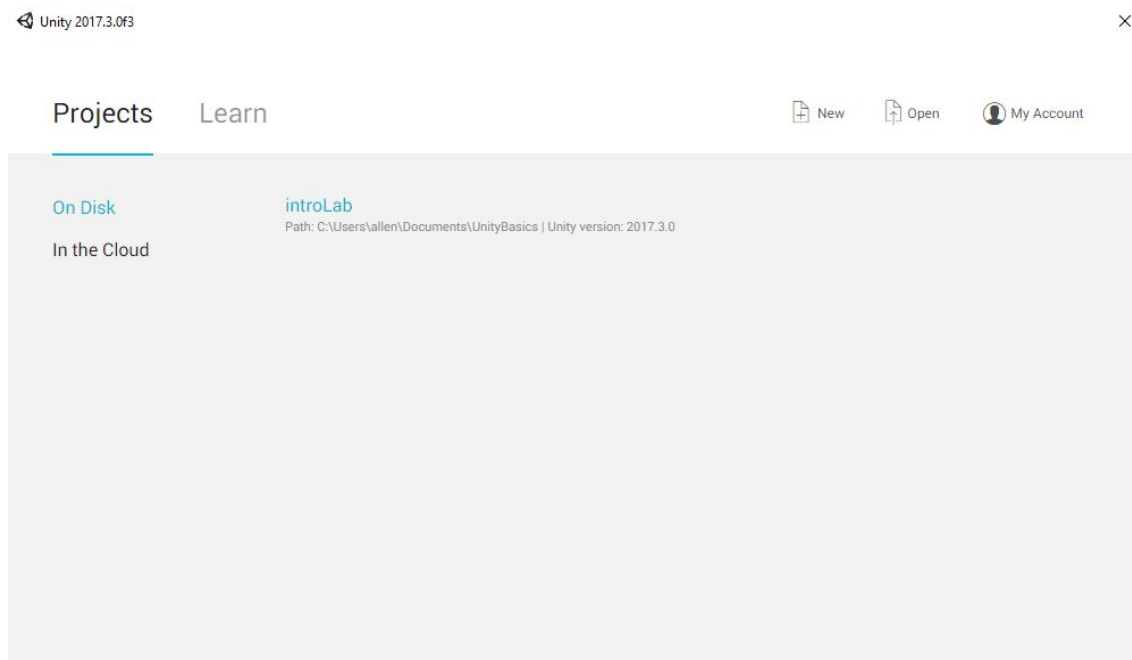 Unity 2017.3.0f3
Projects Learn New Open My Account
On Disk
In the Cloud
introLab
Path: C:\Users\allen\Documents\UnityBasics | Unity version: 2017.3.0